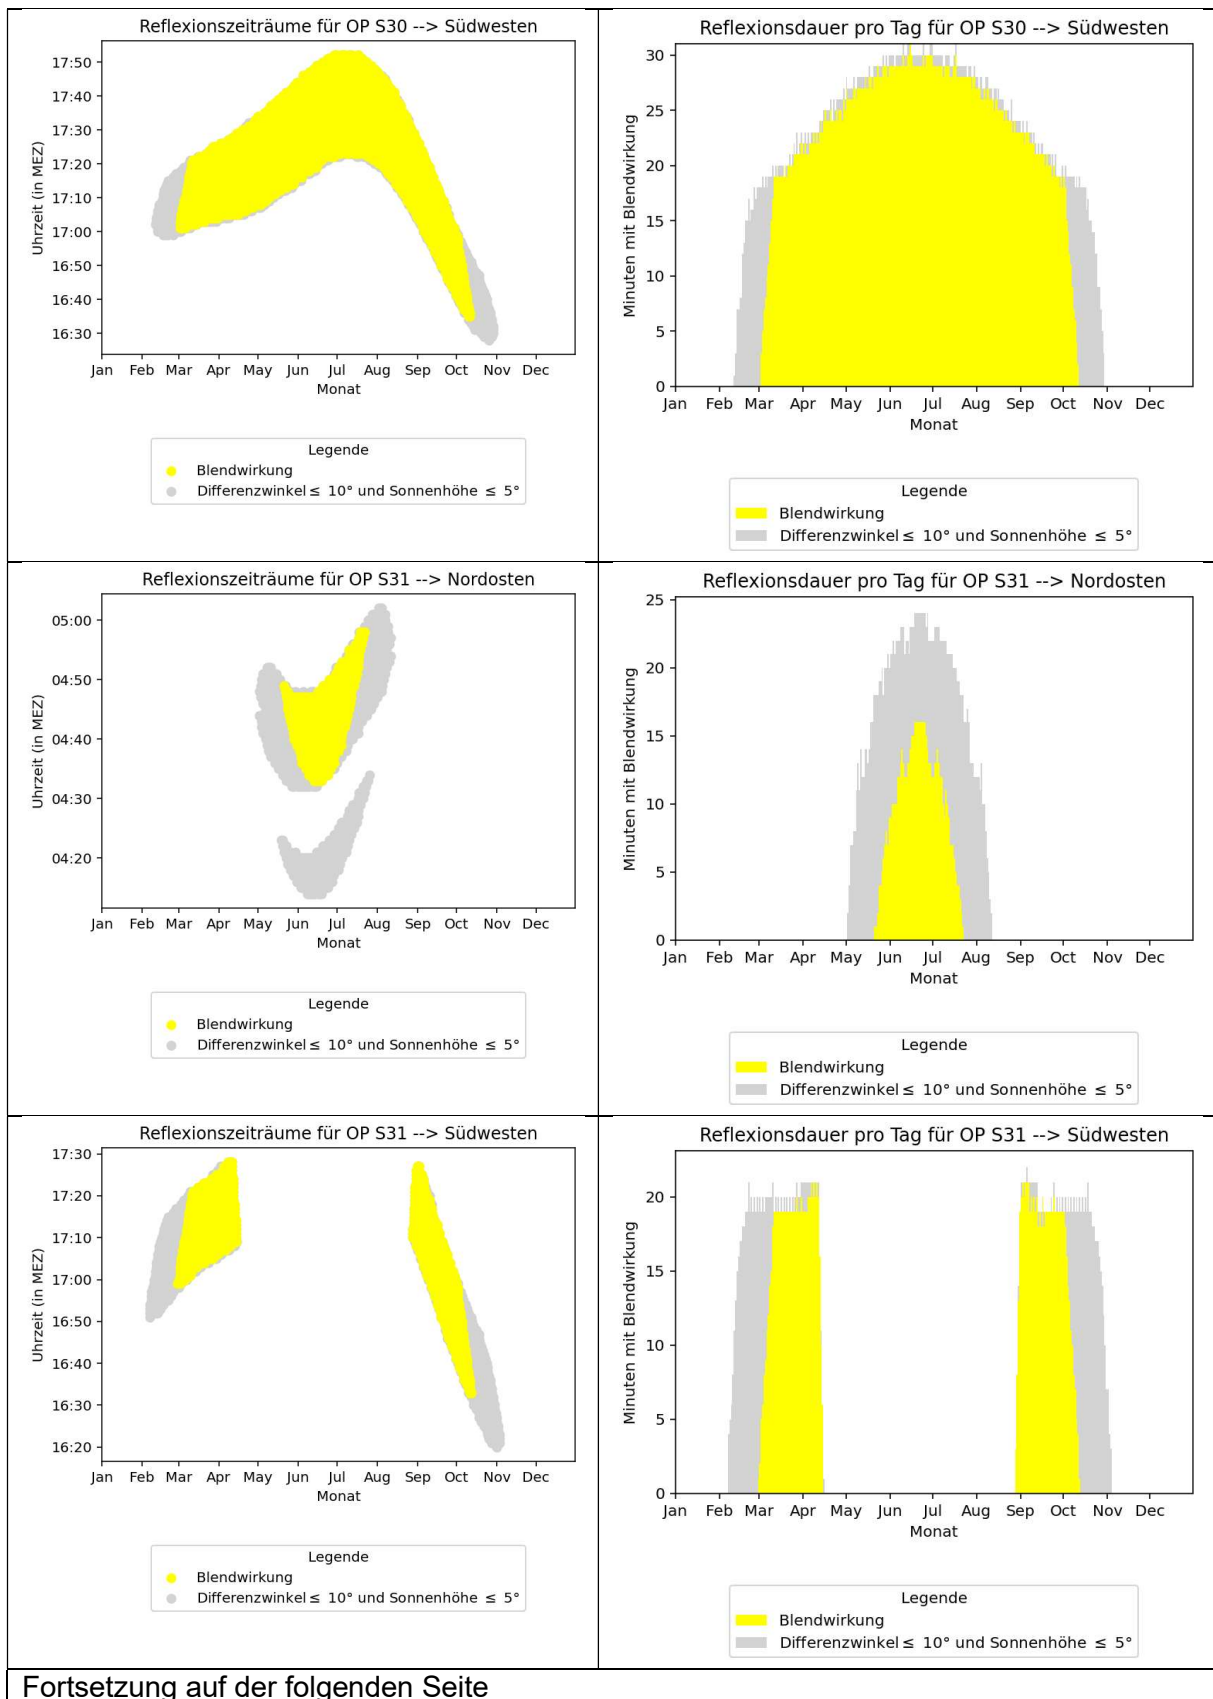 Reflexionszeiträume für OP S30 --> Südwesten
Uhrzeit (in MEZ)
17:50
17:40
17:30
17:20
17:10
17:00
16:50
16:40
16:30
Jan Feb Mar Apr May Jun Jul Aug Sep Oct Nov Dec
Monat
Legende
Blendwirkung
Differenzwinkel ≤ 10° und Sonnenhöhe ≤ 5°
Reflexionsdauer pro Tag für OP S30 --> Südwesten
Minuten mit Blendwirkung
30
25
20
15
10
5
0
Jan Feb Mar Apr May Jun Jul Aug Sep Oct Nov Dec
Monat
Legende
Blendwirkung
Differenzwinkel ≤ 10° und Sonnenhöhe ≤ 5°
Reflexionszeiträume für OP S31 --> Nordosten
Uhrzeit (in MEZ)
05:00
04:50
04:40
04:30
04:20
Jan Feb Mar Apr May Jun Jul Aug Sep Oct Nov Dec
Monat
Legende
Blendwirkung
Differenzwinkel ≤ 10° und Sonnenhöhe ≤ 5°
Reflexionsdauer pro Tag für OP S31 --> Nordosten
Minuten mit Blendwirkung
25
20
15
10
5
0
Jan Feb Mar Apr May Jun Jul Aug Sep Oct Nov Dec
Monat
Legende
Blendwirkung
Differenzwinkel ≤ 10° und Sonnenhöhe ≤ 5°
Reflexionszeiträume für OP S31 --> Südwesten
Uhrzeit (in MEZ)
17:30
17:20
17:10
17:00
16:50
16:40
16:30
16:20
Jan Feb Mar Apr May Jun Jul Aug Sep Oct Nov Dec
Monat
Legende
Blendwirkung
Differenzwinkel ≤ 10° und Sonnenhöhe ≤ 5°
Reflexionsdauer pro Tag für OP S31 --> Südwesten
Minuten mit Blendwirkung
20
15
10
5
0
Jan Feb Mar Apr May Jun Jul Aug Sep Oct Nov Dec
Monat
Legende
Blendwirkung
Differenzwinkel ≤ 10° und Sonnenhöhe ≤ 5°
Fortsetzung auf der folgenden Seite